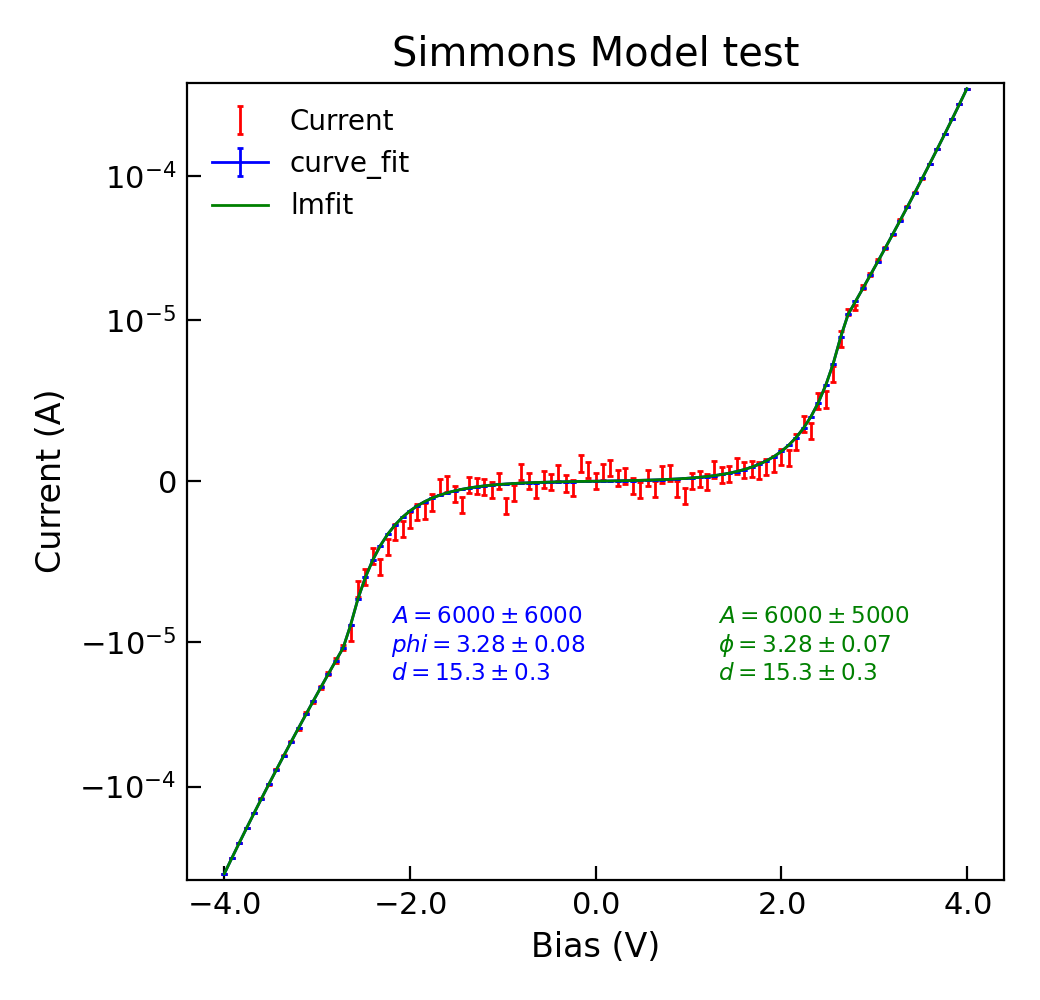 Simmons Model test
Current
curve_fit
lmfit
10⁻⁴
10⁻⁵
0
−10⁻⁵
−10⁻⁴
Current (A)
A = 6000 ± 6000
phi = 3.28 ± 0.08
d = 15.3 ± 0.3
A = 6000 ± 5000
ϕ = 3.28 ± 0.07
d = 15.3 ± 0.3
−4.0 −2.0 0.0 2.0 4.0
Bias (V)